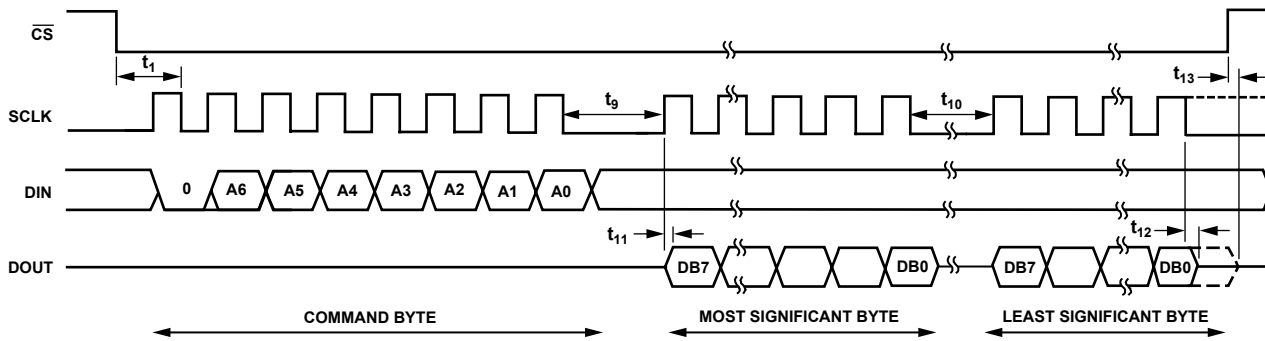 CS
t1
t13
SCLK
t9
t10
DIN
0 A6 A5 A4 A3 A2 A1 A0
t11
t12
DOUT
DB7 DB0 DB7 DB0
COMMAND BYTE MOST SIGNIFICANT BYTE LEAST SIGNIFICANT BYTE